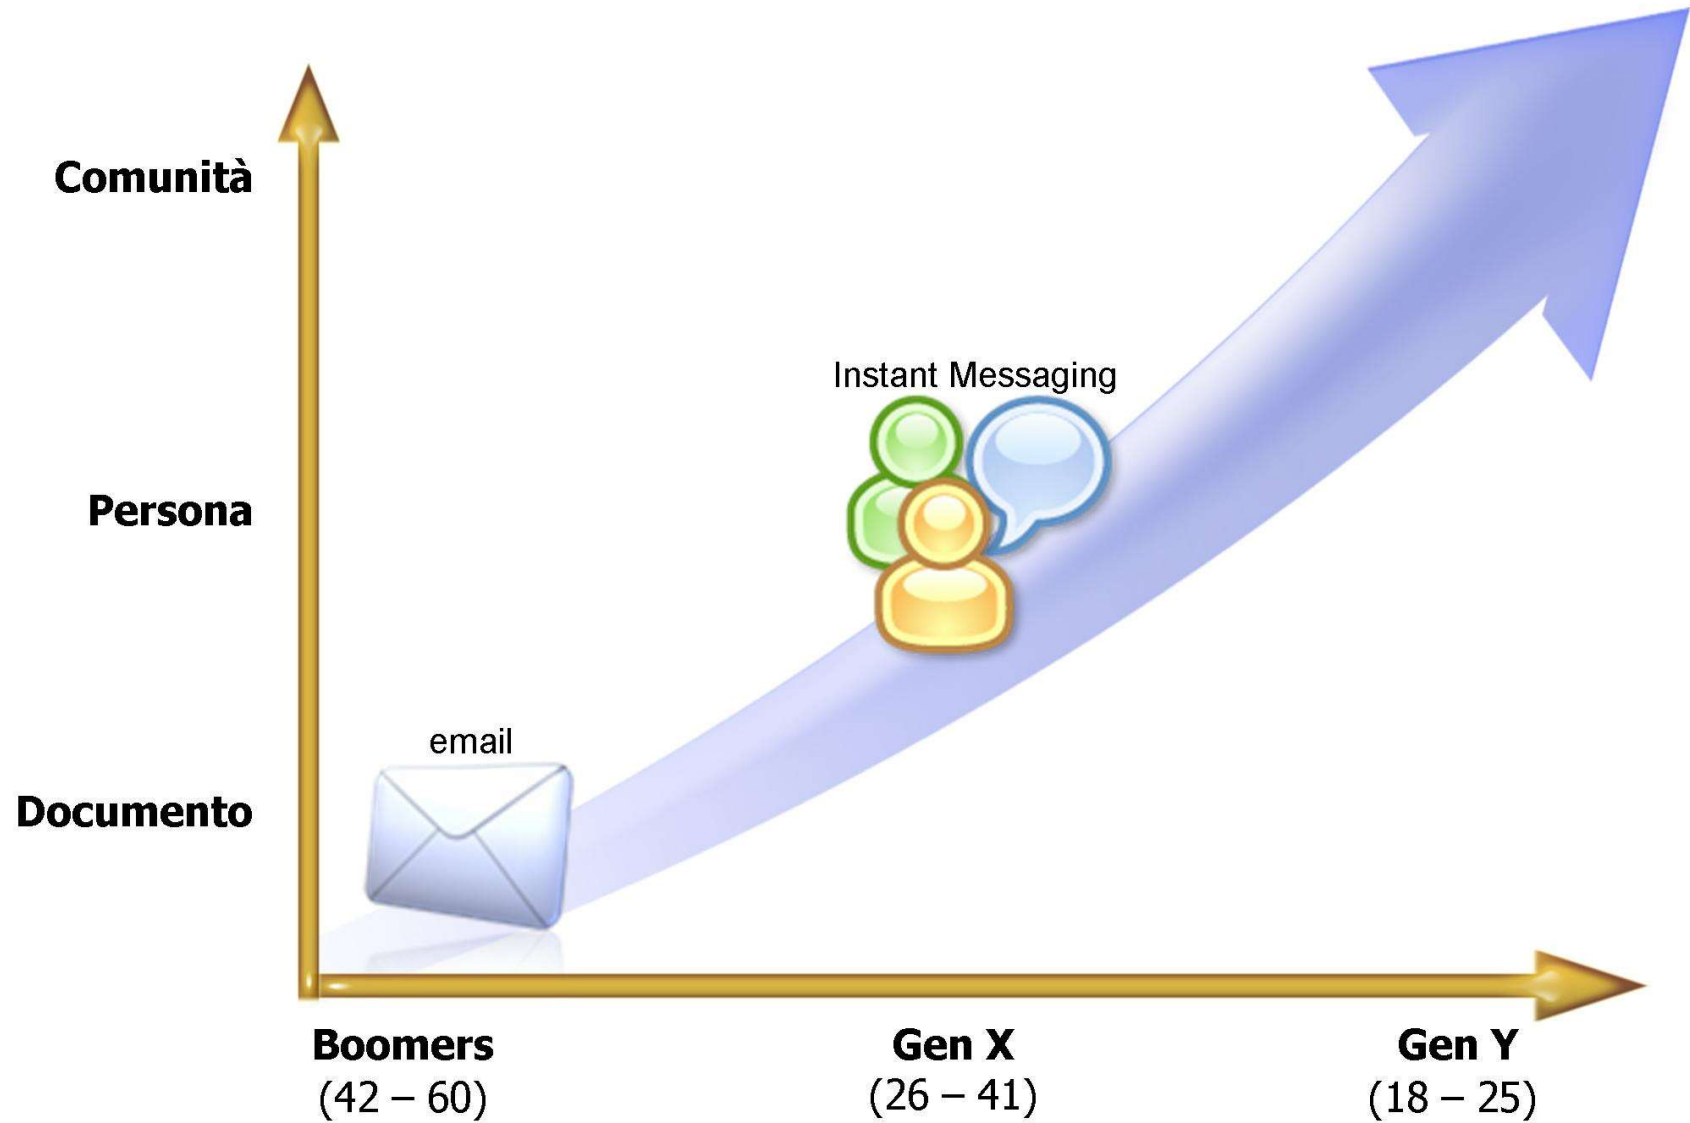 Comunità
Instant Messaging
Persona
email
Documento
Boomers
(42 – 60)
Gen X
(26 – 41)
Gen Y
(18 – 25)